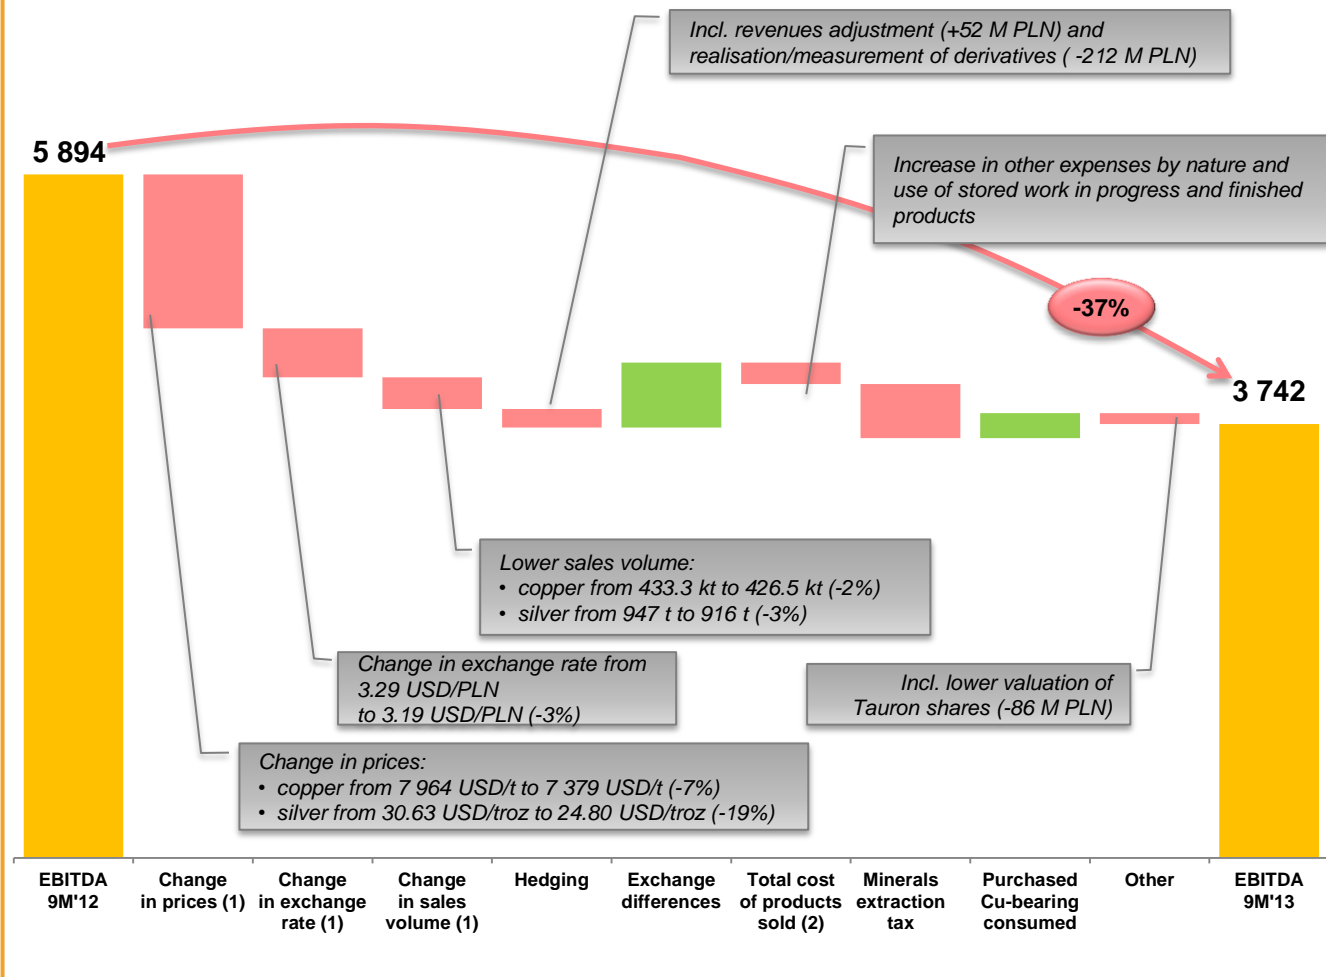 Incl. revenues adjustment (+52 M PLN) and
realisation/measurement of derivatives ( -212 M PLN)
5 894
Increase in other expenses by nature and
use of stored work in progress and finished
products
-37%
3 742
Lower sales volume:
• copper from 433.3 kt to 426.5 kt (-2%)
• silver from 947 t to 916 t (-3%)
Change in exchange rate from
3.29 USD/PLN
to 3.19 USD/PLN (-3%)
Incl. lower valuation of
Tauron shares (-86 M PLN)
Change in prices:
• copper from 7 964 USD/t to 7 379 USD/t (-7%)
• silver from 30.63 USD/troz to 24.80 USD/troz (-19%)
EBITDA
9M'12
Change
in prices (1)
Change
in exchange
rate (1)
Change
in sales
volume (1)
Hedging
Exchange
differences
Total cost
of products
sold (2)
Minerals
extraction
tax
Purchased
Cu-bearing
consumed
Other
EBITDA
9M'13